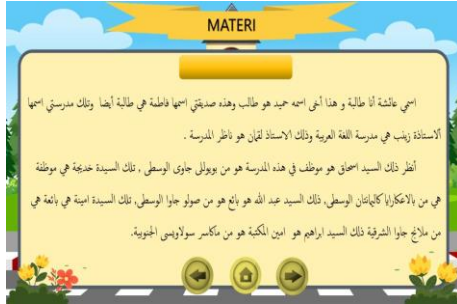 MATERI
اسمي عائشة أنا طالبة و هذا أخى اسمه حميد هو طالب وهذه صديقتي اسمها فاطمة هي طالبة أيضا وتلك مدرستي اسمها
ألاستاذة زينب هي مدرسة اللغة العربية وذلك الاستاذ لقمان هو ناظر المدرسة .
أنظر ذلك السيد اسحاق هو موظف في هذه المدرسة هو من بويولالى جاوى الوسطى , تلك السيدة خديجة هي موظفة
هي من بالاعكارايا كاليمانتان الوسطى, ذلك السيد عبد الله هو بائع هو من صولو جاوا الوسطى, تلك السيدة امينة هي بائعة هي
من ملانج جاوا الشرقية ذلك السيد ابراهيم هو امين المكتبة هو من مكاسر سولاويسى الجنوبية.